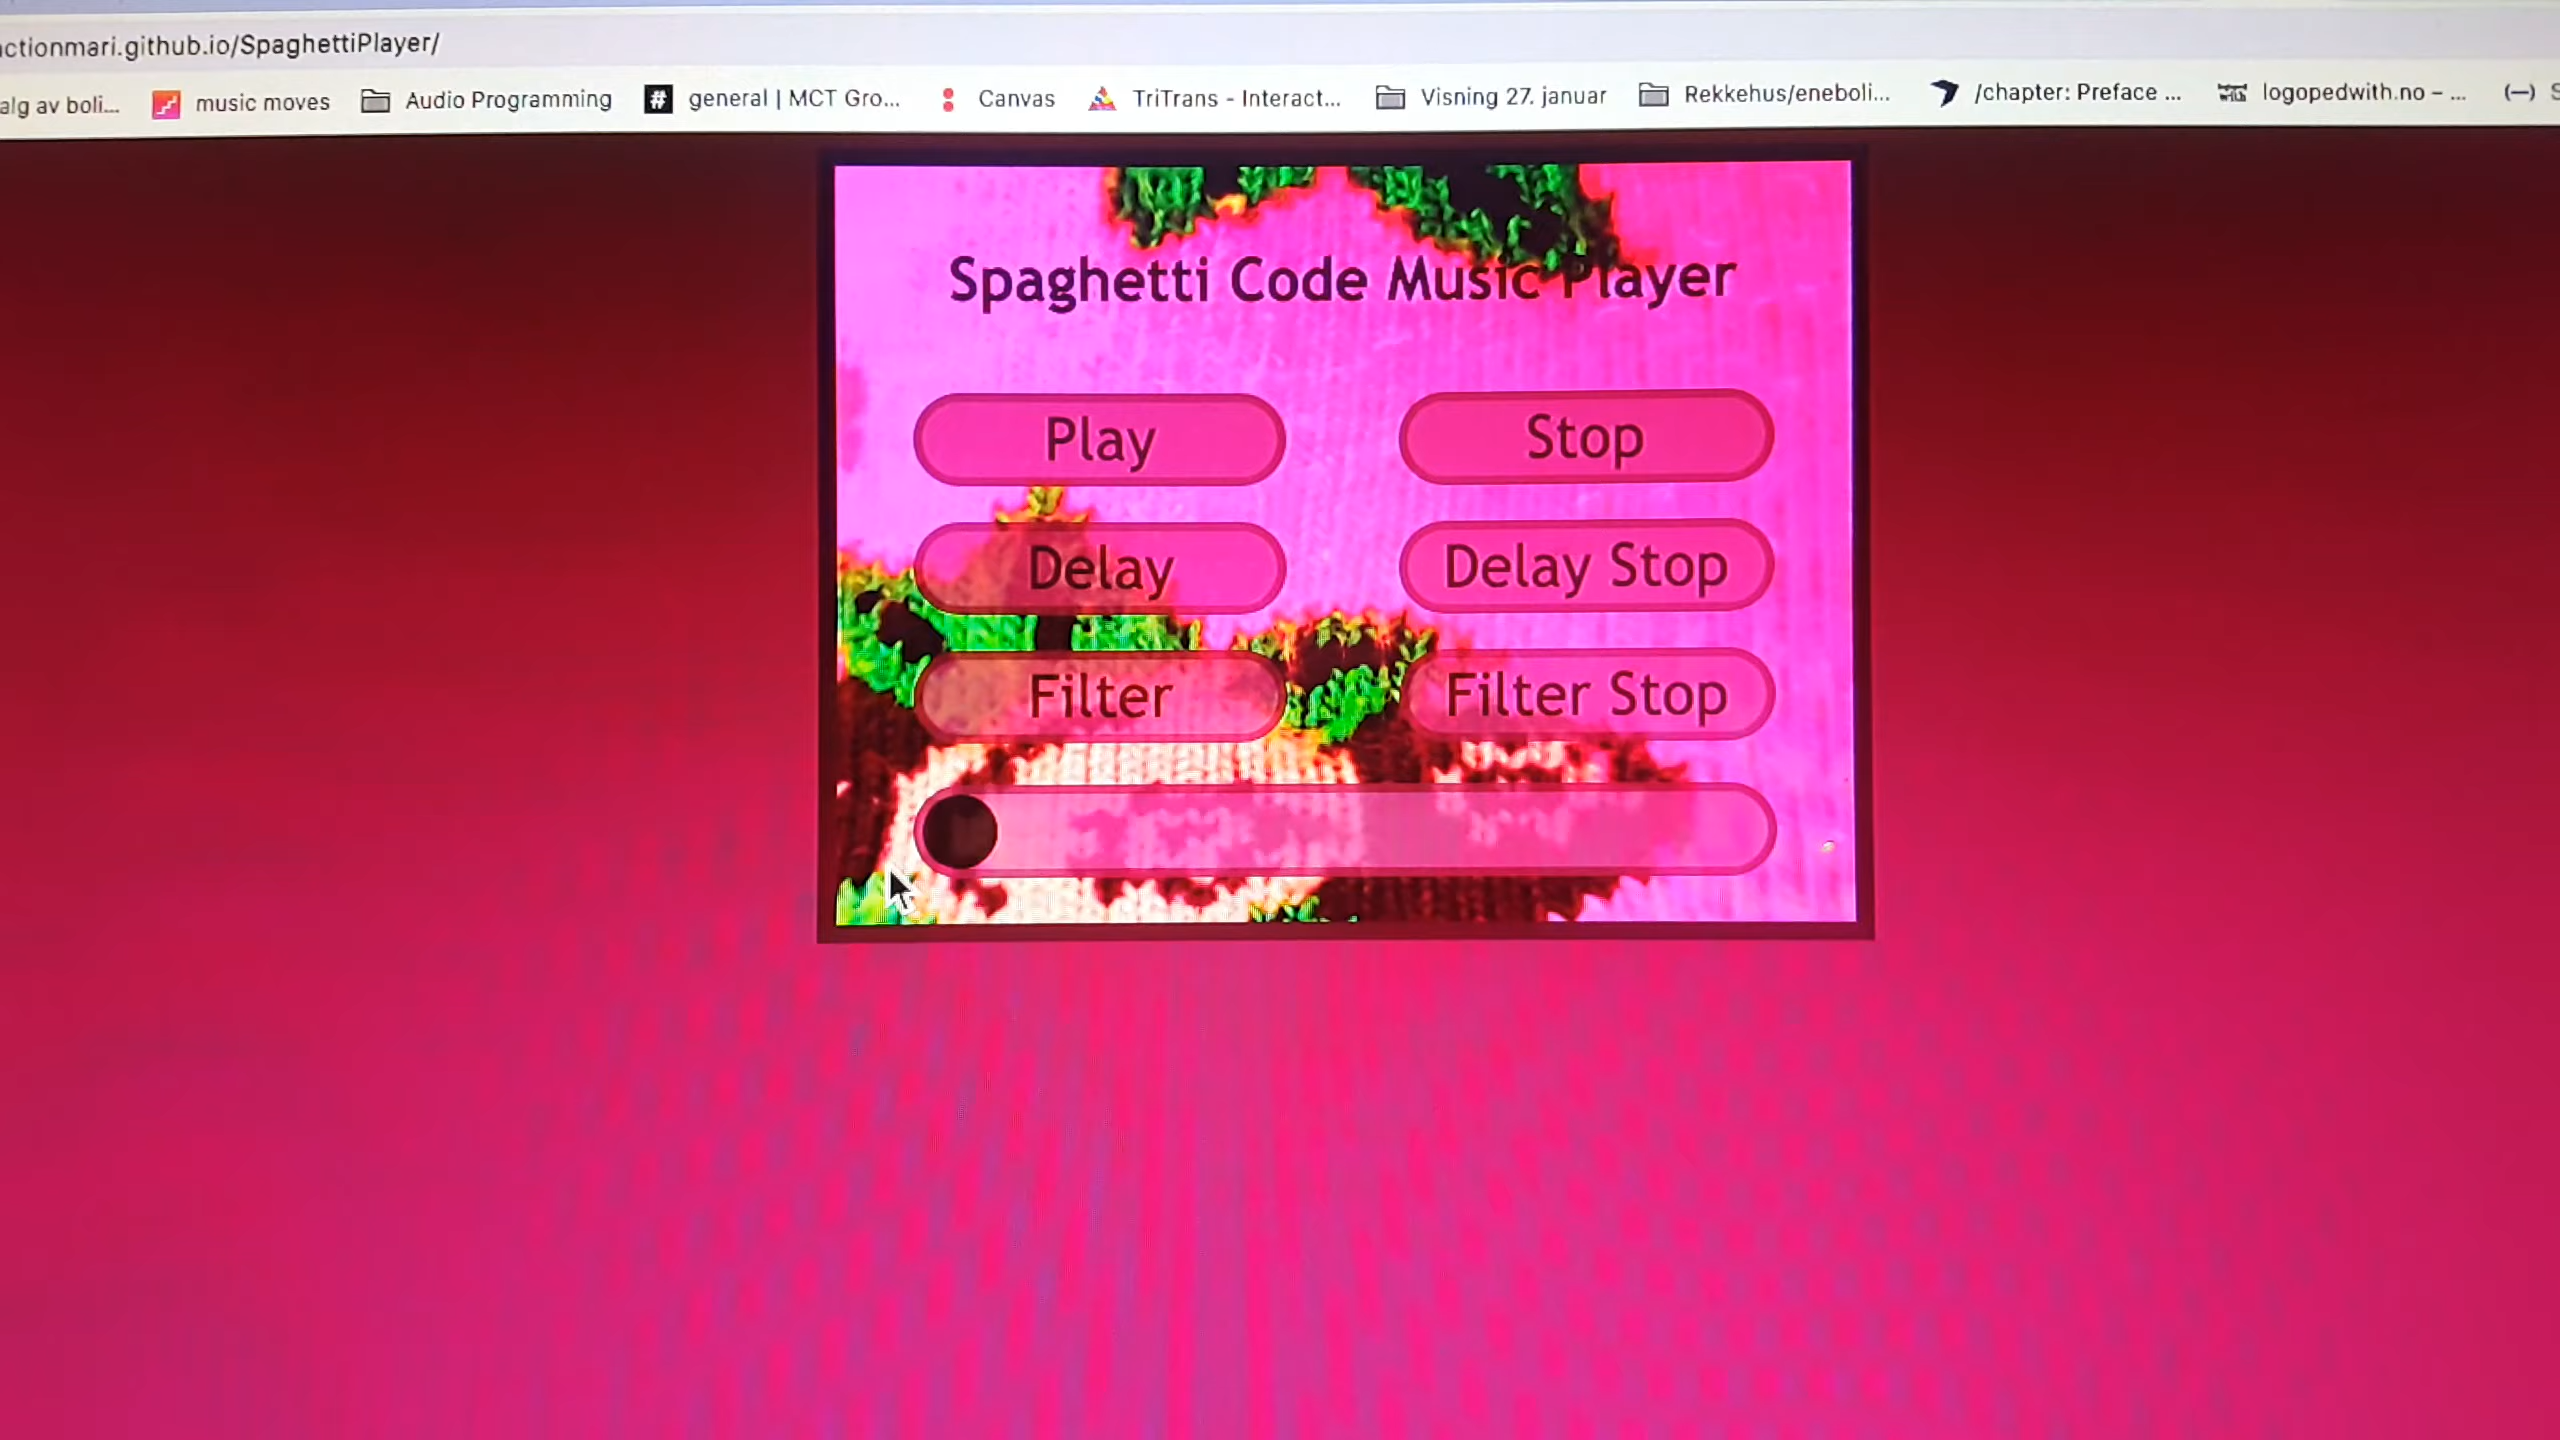 ctionmari.github.io/SpaghettiPlayer/
alg av boli... music moves Audio Programming # general | MCT Gro... Canvas TriTrans - Interact... Visning 27. januar Rekkehus/eneboli... /chapter: Preface ... logopedwith.no – ... (—) S
Spaghetti Code Music Player
Play Stop
Delay Delay Stop
Filter Filter Stop